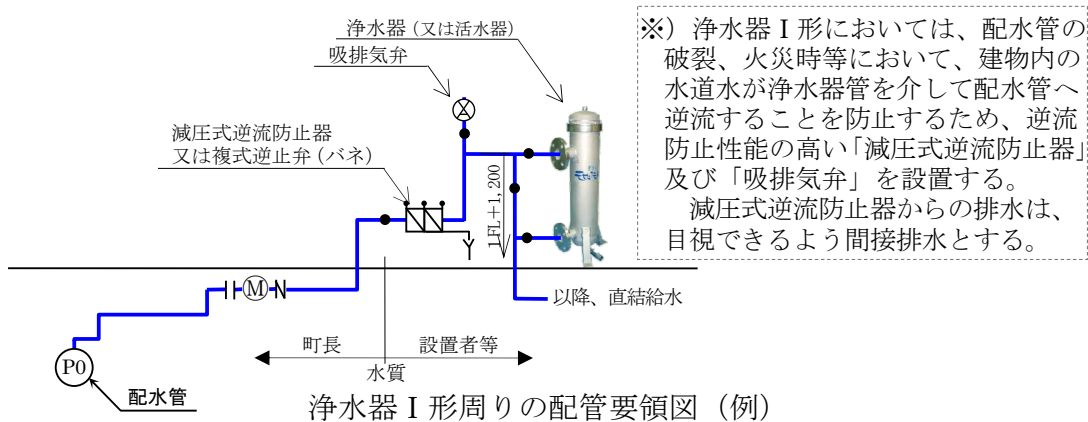 浄水器(又は活水器)
吸排気弁
減圧式逆流防止器
又は複式逆止弁(バネ)
1FL+1,200
※)浄水器Ⅰ形においては、配水管の
破裂、火災時等において、建物内の
水道水が浄水器管を介して配水管へ
逆流することを防止するため、逆流
防止性能の高い「減圧式逆流防止器」
及び「吸排気弁」を設置する。
減圧式逆流防止器からの排水は、
目視できるよう間接排水とする。
M
以降、直結給水
町長
設置者等
水質
P0
配水管
浄水器Ⅰ形周りの配管要領図(例)